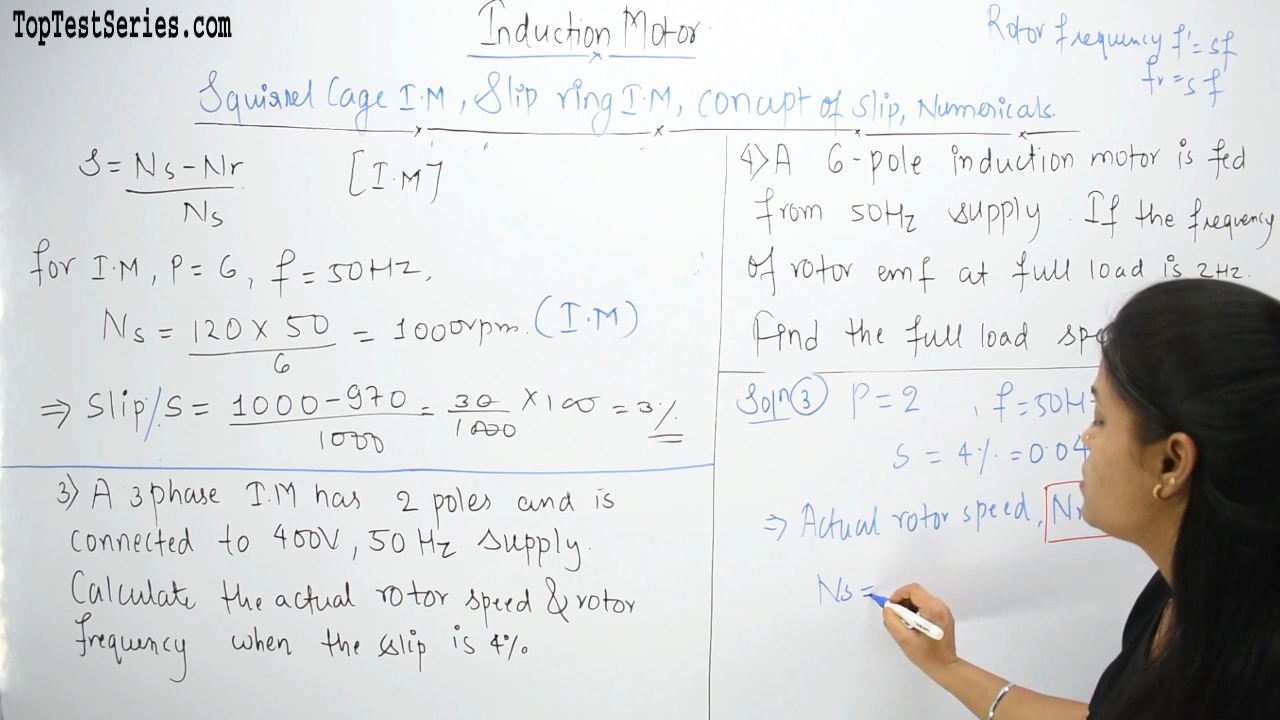 TopTestSeries.com
Induction Motor
Rotor frequency f' = sf
fr = sf
Squirrel Cage I.M, Slip ring I.M, concept of slip, Numericals.
S = Ns - Nr
Ns
[I.M]
for I.M, P = 6, f = 50Hz,
Ns = 120 × 50 = 1000rpm. (I.M)
6
⇒ Slip/S = 1000 - 970 = 30 × 100 = 3%
1000 1000
3) A 3phase I.M has 2 poles and is
connected to 400V, 50Hz supply.
Calculate the actual rotor speed & rotor
frequency when the slip is 4%
4) A 6-pole induction motor is fed
from 50Hz supply. If the frequency
of rotor emf at full load is 2Hz.
Find the full load
Soln 3 P = 2, f = 50H
S = 4% = 0.04
⇒ Actual rotor speed,
Ns =